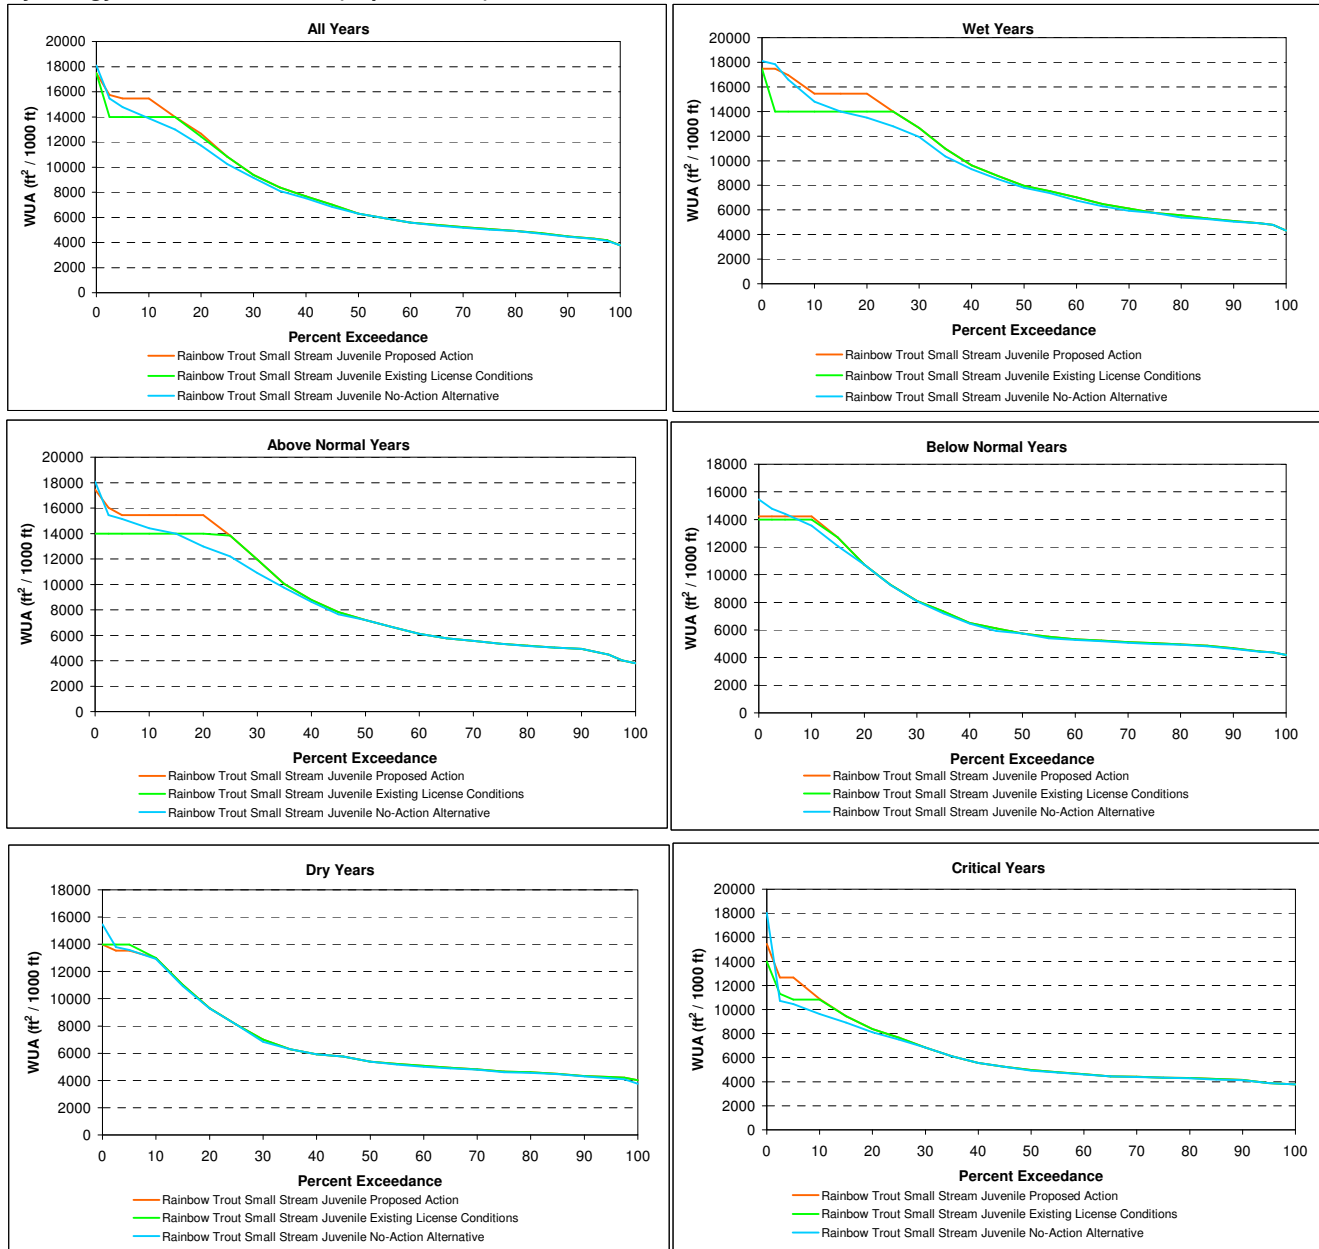 All Years
20000
18000
16000
14000
12000
10000
8000
6000
4000
2000
0
WUA (ft² / 1000 ft)
0 10 20 30 40 50 60 70 80 90 100
Percent Exceedance
Rainbow Trout Small Stream Juvenile Proposed Action
Rainbow Trout Small Stream Juvenile Existing License Conditions
Rainbow Trout Small Stream Juvenile No-Action Alternative
Wet Years
20000
18000
16000
14000
12000
10000
8000
6000
4000
2000
0
WUA (ft² / 1000 ft)
0 10 20 30 40 50 60 70 80 90 100
Percent Exceedance
Rainbow Trout Small Stream Juvenile Proposed Action
Rainbow Trout Small Stream Juvenile Existing License Conditions
Rainbow Trout Small Stream Juvenile No-Action Alternative
Above Normal Years
20000
18000
16000
14000
12000
10000
8000
6000
4000
2000
0
WUA (ft² / 1000 ft)
0 10 20 30 40 50 60 70 80 90 100
Percent Exceedance
Rainbow Trout Small Stream Juvenile Proposed Action
Rainbow Trout Small Stream Juvenile Existing License Conditions
Rainbow Trout Small Stream Juvenile No-Action Alternative
Below Normal Years
18000
16000
14000
12000
10000
8000
6000
4000
2000
0
WUA (ft² / 1000 ft)
0 10 20 30 40 50 60 70 80 90 100
Percent Exceedance
Rainbow Trout Small Stream Juvenile Proposed Action
Rainbow Trout Small Stream Juvenile Existing License Conditions
Rainbow Trout Small Stream Juvenile No-Action Alternative
Dry Years
18000
16000
14000
12000
10000
8000
6000
4000
2000
0
WUA (ft² / 1000 ft)
0 10 20 30 40 50 60 70 80 90 100
Percent Exceedance
Rainbow Trout Small Stream Juvenile Proposed Action
Rainbow Trout Small Stream Juvenile Existing License Conditions
Rainbow Trout Small Stream Juvenile No-Action Alternative
Critical Years
20000
18000
16000
14000
12000
10000
8000
6000
4000
2000
0
WUA (ft² / 1000 ft)
0 10 20 30 40 50 60 70 80 90 100
Percent Exceedance
Rainbow Trout Small Stream Juvenile Proposed Action
Rainbow Trout Small Stream Juvenile Existing License Conditions
Rainbow Trout Small Stream Juvenile No-Action Alternative